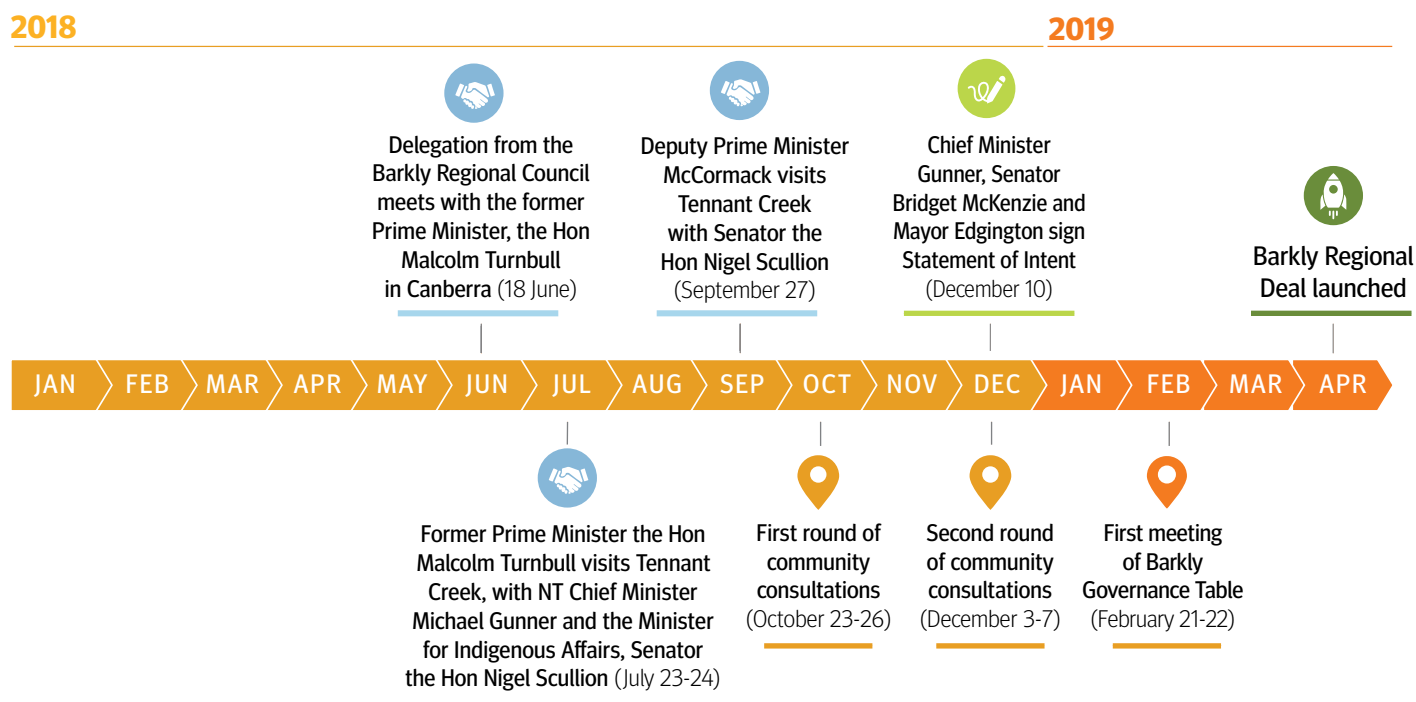 2018
2019
Delegation from the
Barkly Regional Council
meets with the former
Prime Minister, the Hon
Malcolm Turnbull
in Canberra (18 June)
Deputy Prime Minister
McCormack visits
Tennant Creek
with Senator the
Hon Nigel Scullion
(September 27)
Chief Minister
Gunner, Senator
Bridget McKenzie and
Mayor Edgington sign
Statement of Intent
(December 10)
Barkly Regional
Deal launched
JAN FEB MAR APR MAY JUN JUL AUG SEP OCT NOV DEC JAN FEB MAR APR
Former Prime Minister the Hon
Malcolm Turnbull visits Tennant
Creek, with NT Chief Minister
Michael Gunner and the Minister
for Indigenous Affairs, Senator
the Hon Nigel Scullion (July 23-24)
First round of
community
consultations
(October 23-26)
Second round
of community
consultations
(December 3-7)
First meeting
of Barkly
Governance Table
(February 21-22)